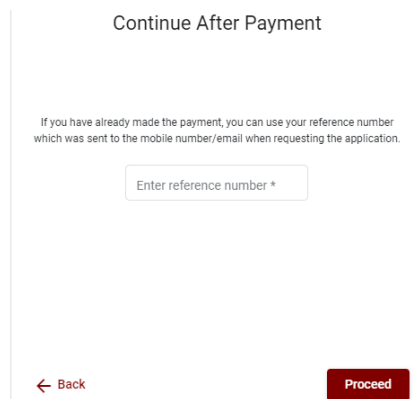 Continue After Payment
If you have already made the payment, you can use your reference number
which was sent to the mobile number/email when requesting the application.
Enter reference number *
← Back
Proceed